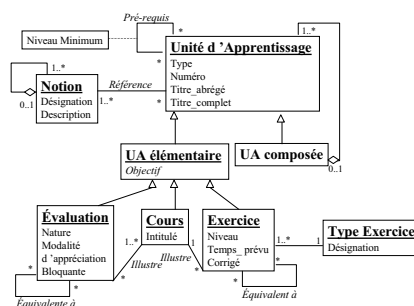 Pré-requis
*
1..*
Niveau Minimum
Unité d 'Apprentissage
Type
Numéro
Titre_abrégé
Titre_complet
*
1..*
Notion
Désignation
Description
Référence
1..*
*
0..1
UA élémentaire
Objectif
UA composée
0..1
Évaluation
Nature
Modalité
d 'appréciation
Bloquante
Cours
Intitulé
Exercice
Niveau
Temps_prévu
Corrigé
Type Exercice
Désignation
1..*
1
1..*
1
Illustre
Illustre
*
*
*
*
*
*
Équivalente à
Équivalent à